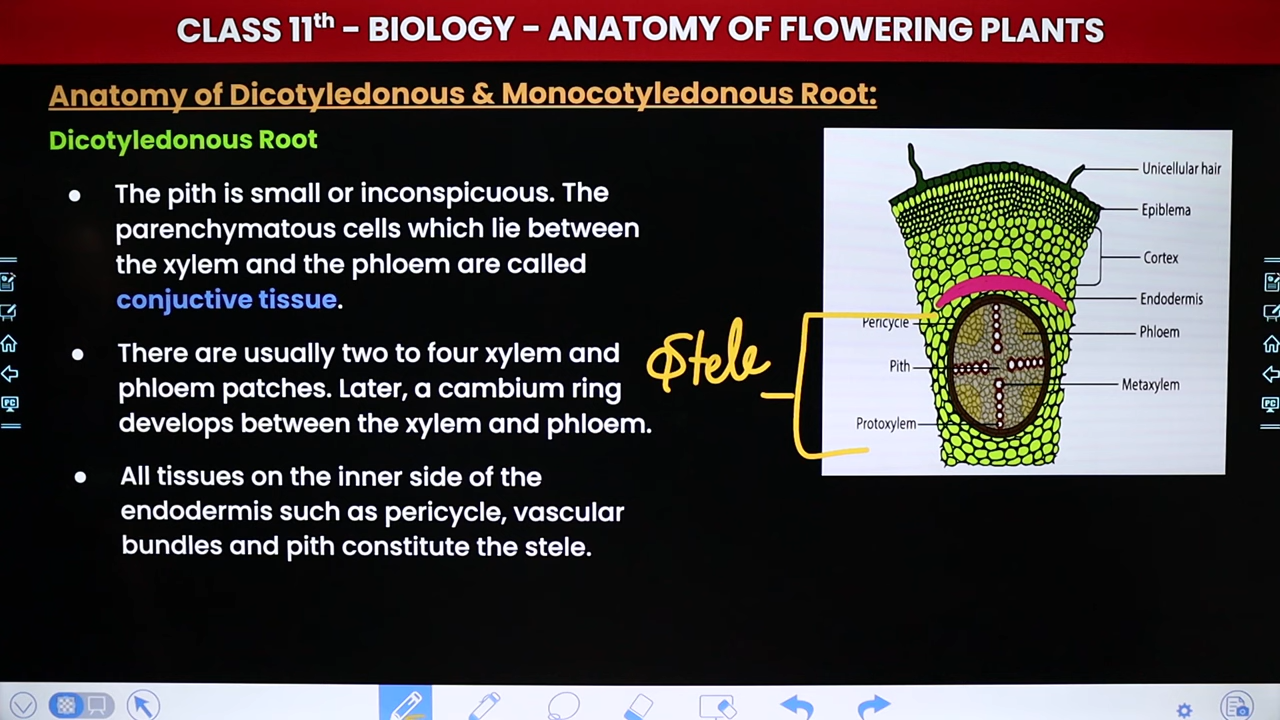 CLASS 11th - BIOLOGY - ANATOMY OF FLOWERING PLANTS
Anatomy of Dicotyledonous & Monocotyledonous Root:
Dicotyledonous Root
• The pith is small or inconspicuous. The
parenchymatous cells which lie between
the xylem and the phloem are called
conjuctive tissue.
• There are usually two to four xylem and
phloem patches. Later, a cambium ring
develops between the xylem and phloem.
• All tissues on the inner side of the
endodermis such as pericycle, vascular
bundles and pith constitute the stele.
Stele
Unicellular hair
Epiblema
Cortex
Endodermis
Pericycle
Phloem
Pith
Metaxylem
Protoxylem
PC
PC